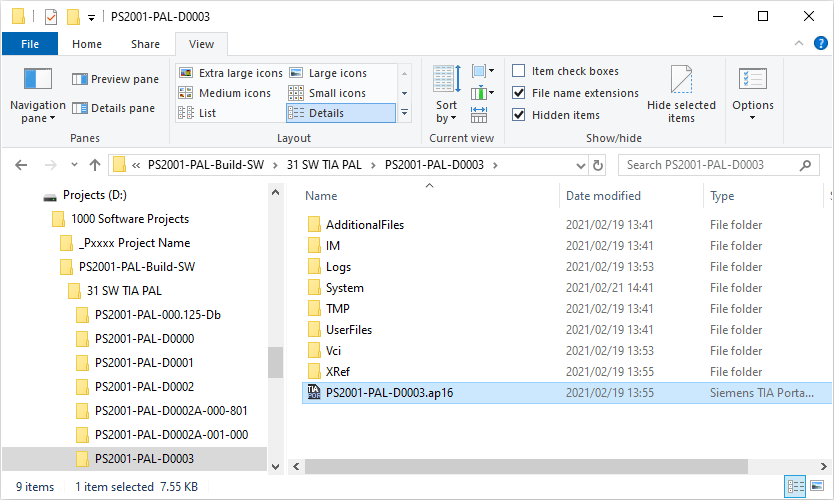 PS2001-PAL-D0003
File Home Share View
Navigation pane
Preview pane
Details pane
Panes
Extra large icons Large icons
Medium icons Small icons
List Details
Layout
Sort by
Current view
Item check boxes
File name extensions
Hidden items
Hide selected items
Show/hide
Options
« PS2001-PAL-Build-SW › 31 SW TIA PAL › PS2001-PAL-D0003 ›
Search PS2001-PAL-D0003
Projects (D:)
1000 Software Projects
_Pxxxx Project Name
PS2001-PAL-Build-SW
31 SW TIA PAL
PS2001-PAL-000.125-Db
PS2001-PAL-D0000
PS2001-PAL-D0001
PS2001-PAL-D0002
PS2001-PAL-D0002A-000-801
PS2001-PAL-D0002A-001-000
PS2001-PAL-D0003
Name Date modified Type
AdditionalFiles 2021/02/19 13:41 File folder
IM 2021/02/19 13:41 File folder
Logs 2021/02/19 13:53 File folder
System 2021/02/21 14:41 File folder
TMP 2021/02/19 13:41 File folder
UserFiles 2021/02/19 13:41 File folder
Vci 2021/02/19 13:53 File folder
XRef 2021/02/19 13:55 File folder
PS2001-PAL-D0003.ap16 2021/02/19 13:55 Siemens TIA Porta...
9 items 1 item selected 7.55 KB